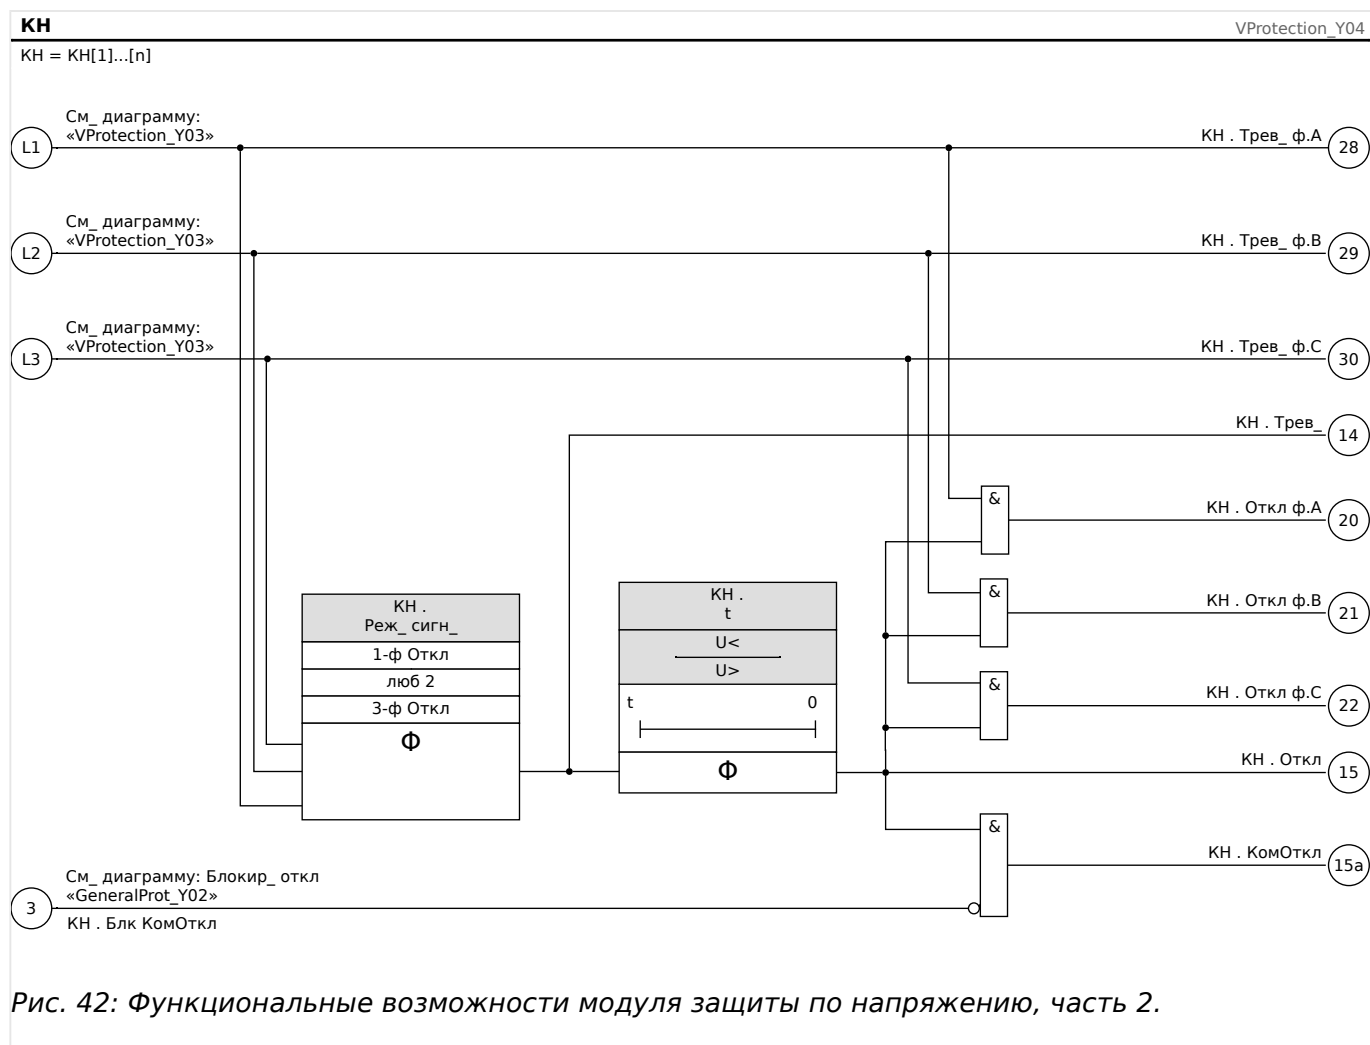 КН
VProtection_Y04
КН = КН[1]...[n]
См_ диаграмму:
«VProtection_Y03»
L1
КН . Трев_ ф.A
28
См_ диаграмму:
«VProtection_Y03»
L2
КН . Трев_ ф.B
29
См_ диаграмму:
«VProtection_Y03»
L3
КН . Трев_ ф.C
30
КН . Трев_
14
&
КН . Откл ф.A
20
&
КН . Откл ф.B
21
&
КН . Откл ф.C
22
КН .
Реж_ сигн_
1-ф Откл
люб 2
3-ф Откл
Φ
КН .
t
U<
U>
t 0
Φ
КН . Откл
15
&
КН . КомОткл
15a
См_ диаграмму: Блокир_ откл
«GeneralProt_Y02»
3
КН . Блк КомОткл
Рис. 42: Функциональные возможности модуля защиты по напряжению, часть 2.